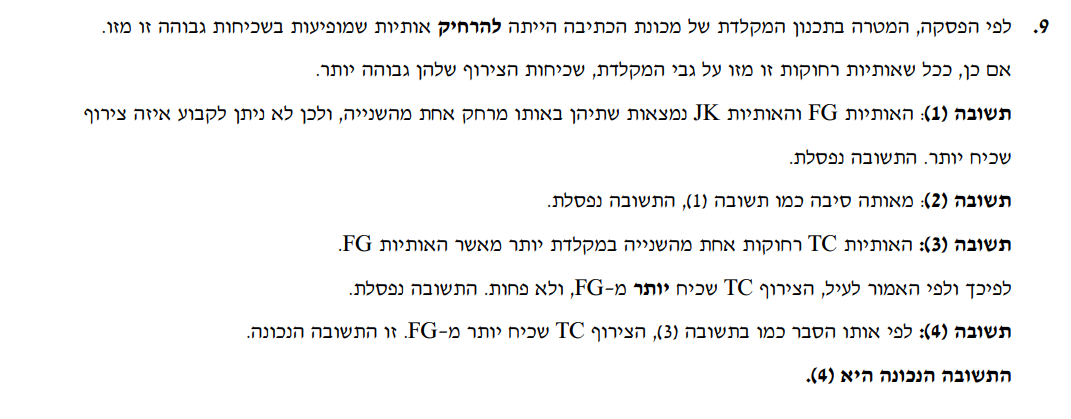 9. לפי הפסקה, המטרה בתכנון המקלדת של מכונת הכתיבה הייתה להרחיק אותיות שמופיעות בשכיחות גבוהה זו מזו.
אם כן, ככל שאותיות רחוקות זו מזו על גבי המקלדת, שכיחות הצירוף שלהן גבוהה יותר.
תשובה (1): האותיות FG והאותיות JK נמצאות שתיהן באותו מרחק אחת מהשנייה, ולכן לא ניתן לקבוע איזה צירוף
שכיח יותר. התשובה נפסלת.
תשובה (2): מאותה סיבה כמו תשובה (1), התשובה נפסלת.
תשובה (3): האותיות TC רחוקות אחת מהשנייה במקלדת יותר מאשר האותיות FG.
לפיכך ולפי האמור לעיל, הצירוף TC שכיח יותר מ-FG, ולא פחות. התשובה נפסלת.
תשובה (4): לפי אותו הסבר כמו בתשובה (3), הצירוף TC שכיח יותר מ-FG. זו התשובה הנכונה.
התשובה הנכונה היא (4).